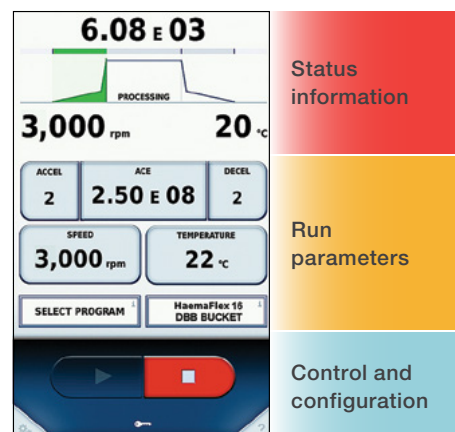 6.08 E 03
PROCESSING
3,000 rpm 20 °C
ACCEL ACE DECEL
2 2.50 E 08 2
SPEED TEMPERATURE
3,000 rpm 22 °C
SELECT PROGRAM HaemaFlex 16
DBB BUCKET
Status
information
Run
parameters
Control and
configuration
?